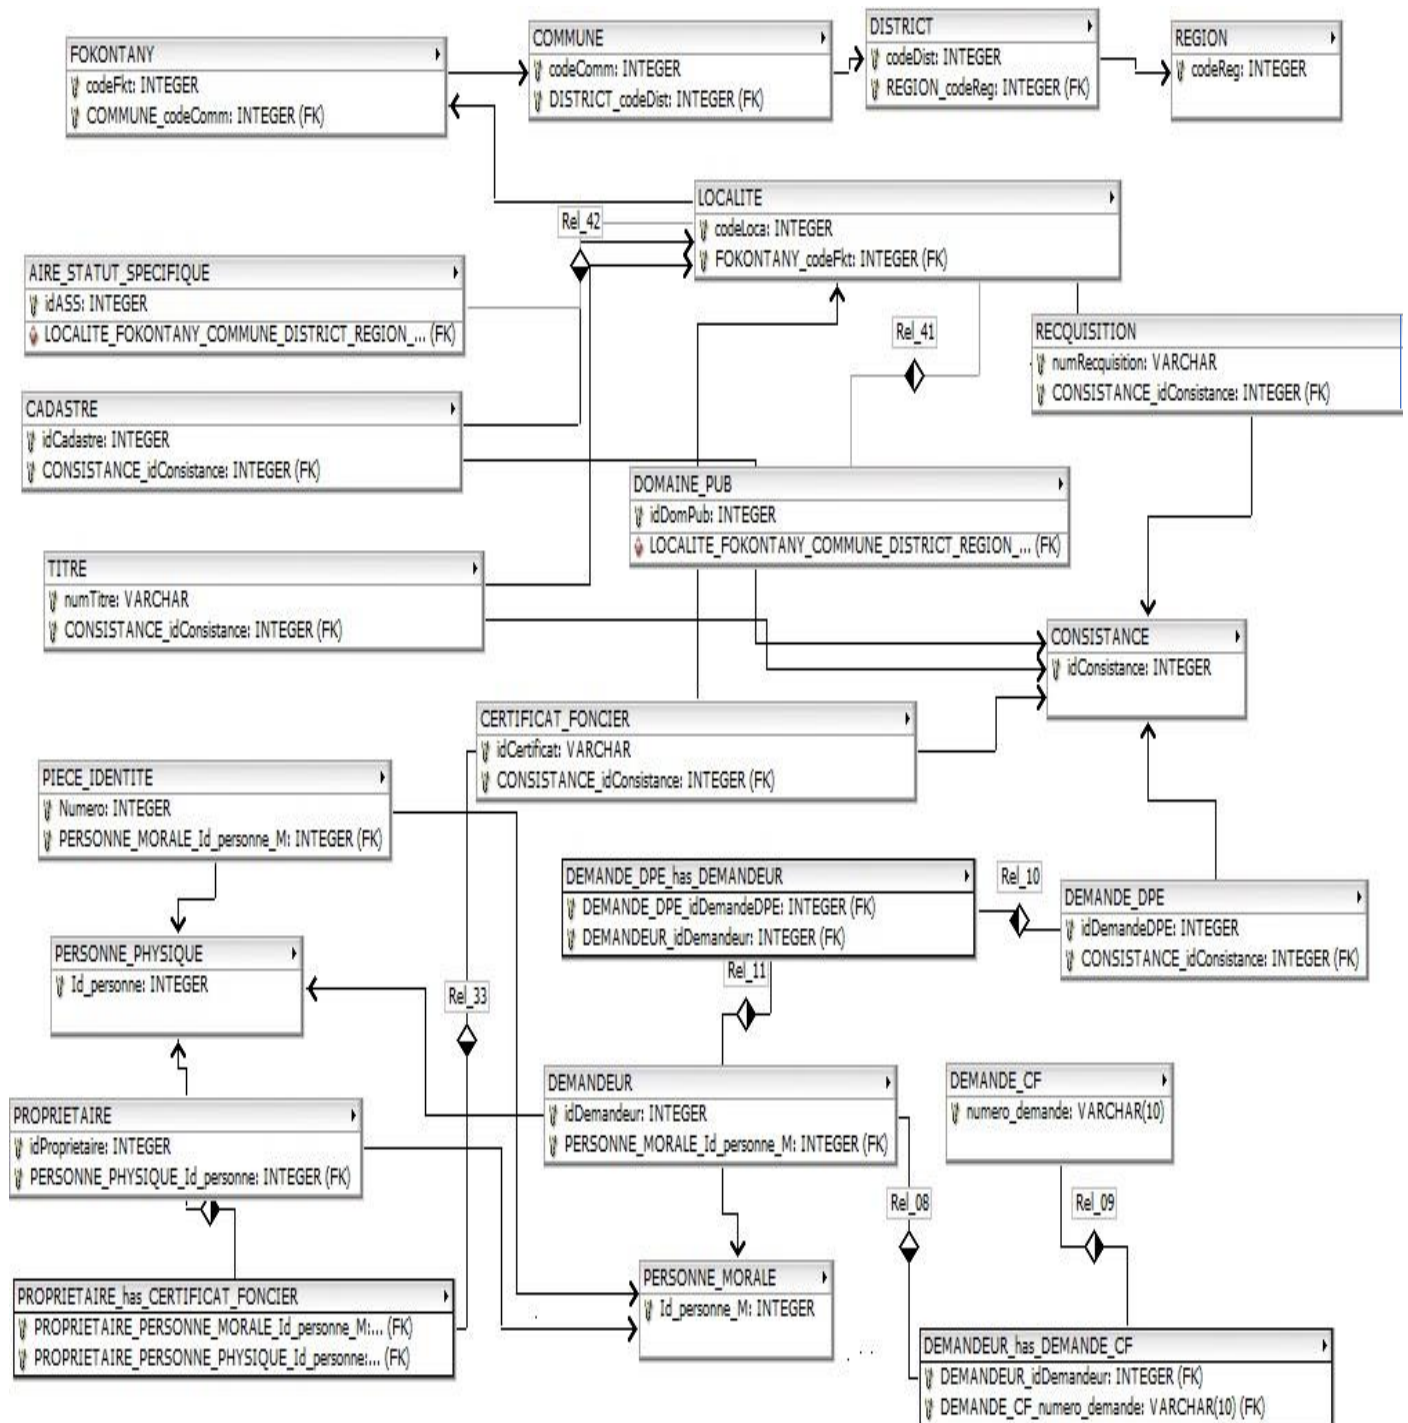 FOKONTANY
codeFkt: INTEGER
COMMUNE_codeComm: INTEGER (FK)
COMMUNE
codeComm: INTEGER
DISTRICT_codeDist: INTEGER (FK)
DISTRICT
codeDist: INTEGER
REGION_codeReg: INTEGER (FK)
REGION
codeReg: INTEGER
LOCALITE
codeLoca: INTEGER
FOKONTANY_codeFkt: INTEGER (FK)
Rel_42
AIRE_STATUT_SPECIFIQUE
idASS: INTEGER
LOCALITE_FOKONTANY_COMMUNE_DISTRICT_REGION_... (FK)
Rel_41
RECQUISITION
numRecquisition: VARCHAR
CONSISTANCE_idConsistance: INTEGER (FK)
CADASTRE
idCadastre: INTEGER
CONSISTANCE_idConsistance: INTEGER (FK)
DOMAINE_PUB
idDomPub: INTEGER
LOCALITE_FOKONTANY_COMMUNE_DISTRICT_REGION_... (FK)
TITRE
numTitre: VARCHAR
CONSISTANCE_idConsistance: INTEGER (FK)
CONSISTANCE
idConsistance: INTEGER
CERTIFICAT_FONCIER
idCertificat: VARCHAR
CONSISTANCE_idConsistance: INTEGER (FK)
PIECE_IDENTITE
Numero: INTEGER
PERSONNE_MORALE_Id_personne_M: INTEGER (FK)
DEMANDE_DPE_has_DEMANDEUR
DEMANDE_DPE_idDemandeDPE: INTEGER (FK)
DEMANDEUR_idDemandeur: INTEGER (FK)
Rel_10
DEMANDE_DPE
idDemandeDPE: INTEGER
CONSISTANCE_idConsistance: INTEGER (FK)
PERSONNE_PHYSIQUE
Id_personne: INTEGER
Rel_33
Rel_11
DEMANDEUR
idDemandeur: INTEGER
PERSONNE_MORALE_Id_personne_M: INTEGER (FK)
DEMANDE_CF
numero_demande: VARCHAR(10)
PROPRIETAIRE
idProprietaire: INTEGER
PERSONNE_PHYSIQUE_Id_personne: INTEGER (FK)
Rel_08
Rel_09
PERSONNE_MORALE
Id_personne_M: INTEGER
PROPRIETAIRE_has_CERTIFICAT_FONCIER
PROPRIETAIRE_PERSONNE_MORALE_Id_personne_M:... (FK)
PROPRIETAIRE_PERSONNE_PHYSIQUE_Id_personne:... (FK)
DEMANDEUR_has_DEMANDE_CF
DEMANDEUR_idDemandeur: INTEGER (FK)
DEMANDE_CF_numero_demande: VARCHAR(10) (FK)